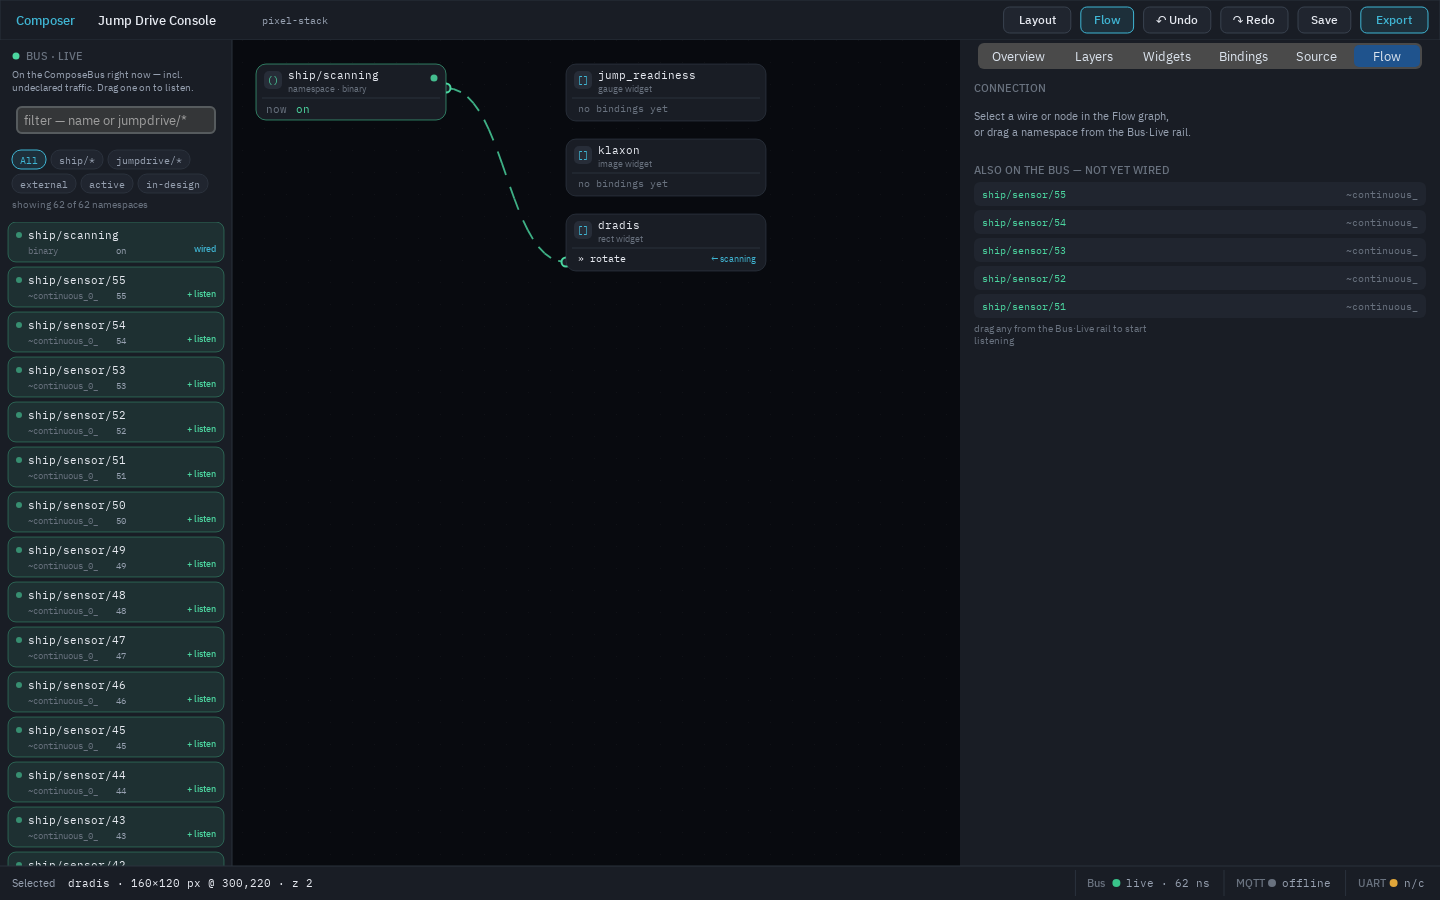 Composer Jump Drive Console pixel-stack Layout Flow ↶ Undo ↷ Redo Save Export
BUS · LIVE
On the ComposeBus right now — incl.
undeclared traffic. Drag one on to listen.
filter — name or jumpdrive/*
All ship/* jumpdrive/*
external active in-design
showing 62 of 62 namespaces
ship/scanning
binary on wired
ship/sensor/55
~continuous_0_ 55 + listen
ship/sensor/54
~continuous_0_ 54 + listen
ship/sensor/53
~continuous_0_ 53 + listen
ship/sensor/52
~continuous_0_ 52 + listen
ship/sensor/51
~continuous_0_ 51 + listen
ship/sensor/50
~continuous_0_ 50 + listen
ship/sensor/49
~continuous_0_ 49 + listen
ship/sensor/48
~continuous_0_ 48 + listen
ship/sensor/47
~continuous_0_ 47 + listen
ship/sensor/46
~continuous_0_ 46 + listen
ship/sensor/45
~continuous_0_ 45 + listen
ship/sensor/44
~continuous_0_ 44 + listen
ship/sensor/43
~continuous_0_ 43 + listen
ship/sensor/42
() ship/scanning
namespace · binary
now on
[] jump_readiness
gauge widget
no bindings yet
[] klaxon
image widget
no bindings yet
[] dradis
rect widget
» rotate ← scanning
Overview Layers Widgets Bindings Source Flow
CONNECTION
Select a wire or node in the Flow graph,
or drag a namespace from the Bus·Live rail.
ALSO ON THE BUS — NOT YET WIRED
ship/sensor/55 ~continuous_
ship/sensor/54 ~continuous_
ship/sensor/53 ~continuous_
ship/sensor/52 ~continuous_
ship/sensor/51 ~continuous_
drag any from the Bus·Live rail to start
listening
Selected dradis · 160×120 px @ 300,220 · z 2
Bus live · 62 ns MQTT offline UART n/c